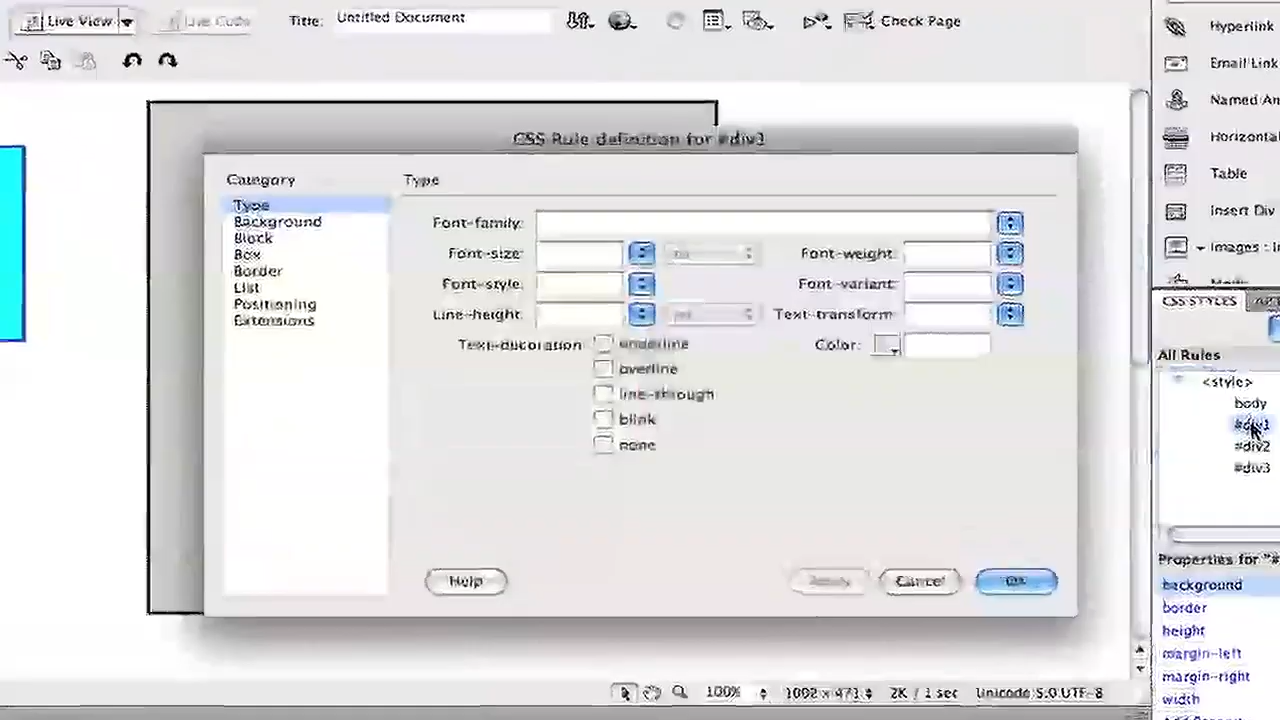 Live View
Live Code
Title: Untitled Document
Check Page
Hyperlink
Email Link
Named An
Horizontal
Table
Insert Div
Images : I
CSS Rule definition for #div1
Category
Type
Type
Background
Block
Box
Border
List
Positioning
Extensions
Font-family:
Font-size:
Font-weight:
Font-style:
Font-variant:
Line-height:
Text-transform:
Text-decoration:
underline
Color:
overline
line-through
blink
none
Help
Apply
Cancel
OK
CSS STYLES
All Rules
<style>
body
#div1
#div2
#div3
Properties for "#
background
border
height
margin-left
margin-right
width
100%
1002 x 471
2K / 1 sec
Unicode 5.0 UTF-8